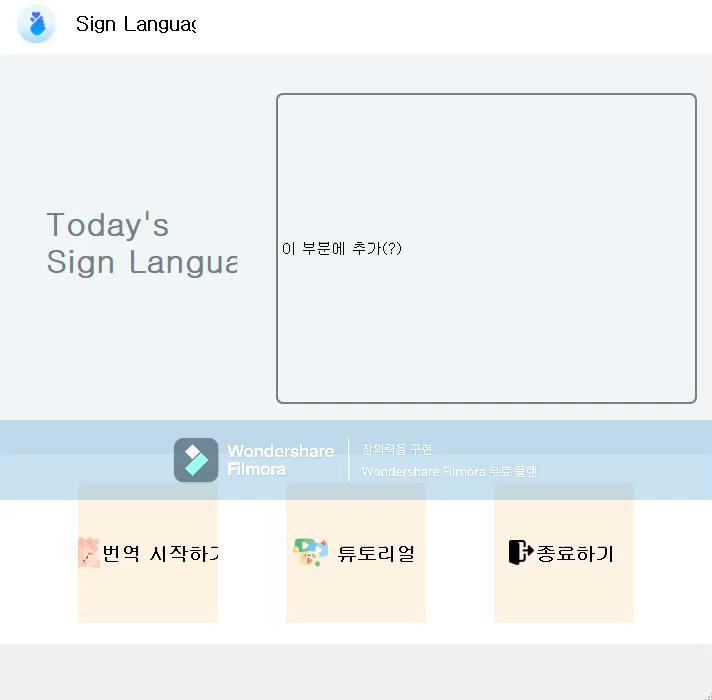 Sign Languag
이 부분에 추가(?)
Today's
Sign Langua
Wondershare
Filmora
창의력을 구현
Wondershare Filmora 무료 플랜
번역 시작하기
튜토리얼
종료하기